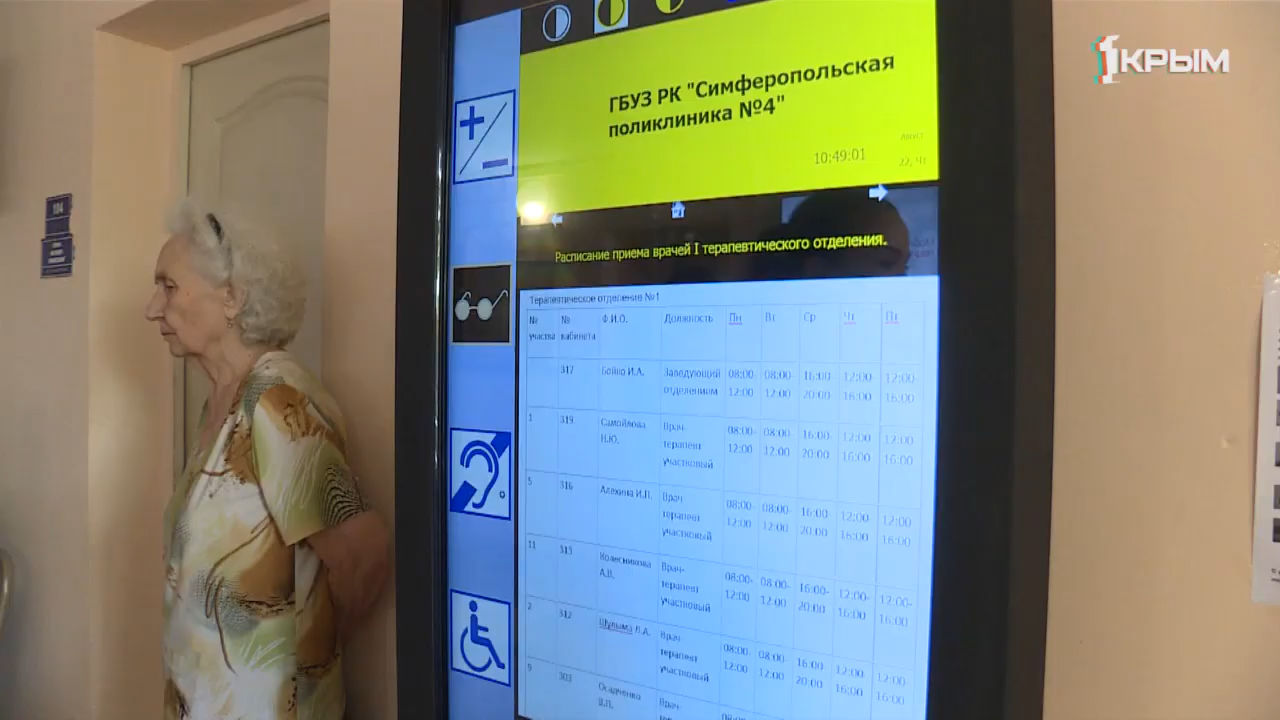 1КРЫМ
ГБУЗ РК "Симферопольская
поликлиника №4"
10:49:01
Август
22, Чт
Расписание приема врачей I терапевтического отделения.
Терапевтическое отделение №1
№ участка № кабинета Ф.И.О. Должность Пн Вт Ср Чт Пт
317 Бойко И.А. Заведующий отделением 08:00-12:00 08:00-12:00 16:00-20:00 12:00-16:00 12:00-16:00
1 319 Самойлова Н.Ю. Врач-терапевт участковый 08:00-12:00 08:00-12:00 16:00-20:00 12:00-16:00 12:00-16:00
5 316 Алехина И.П. Врач-терапевт участковый 08:00-12:00 08:00-12:00 16:00-20:00 12:00-16:00 12:00-16:00
11 313 Колесникова А.В. Врач-терапевт участковый 08:00-12:00 08:00-12:00 16:00-20:00 12:00-16:00 12:00-16:00
2 312 Шулыма Л.А. Врач-терапевт участковый 08:00-12:00 08:00-12:00 16:00-20:00 12:00-16:00 12:00-16:00
9 303 Осадченко В.П. Врач-